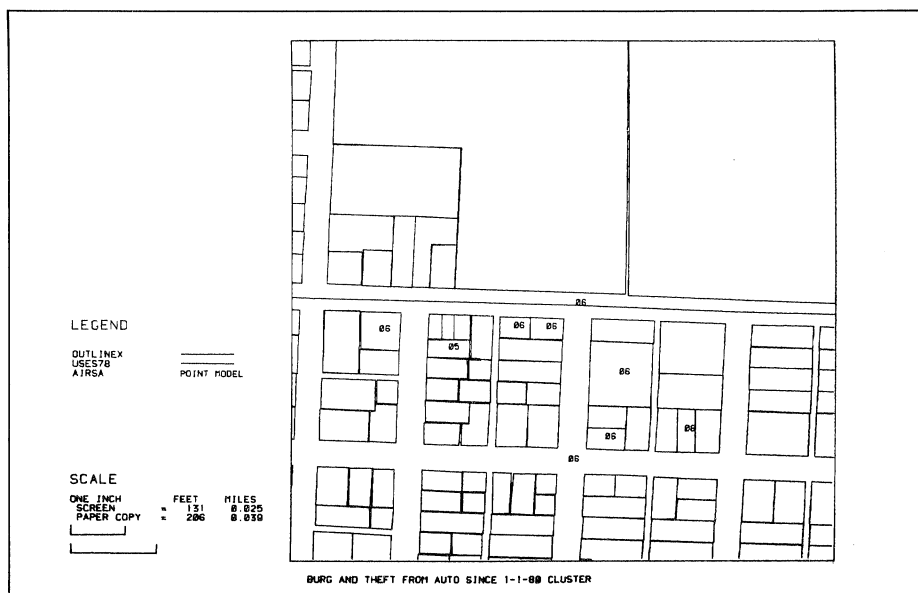 06
LEGEND
06
06 06
05
OUTLINEX
USES78
AIRSA POINT MODEL
06
06
06
06
SCALE
ONE INCH FEET MILES
SCREEN = 131 0.025
PAPER COPY = 206 0.039
BURG AND THEFT FROM AUTO SINCE 1-1-80 CLUSTER